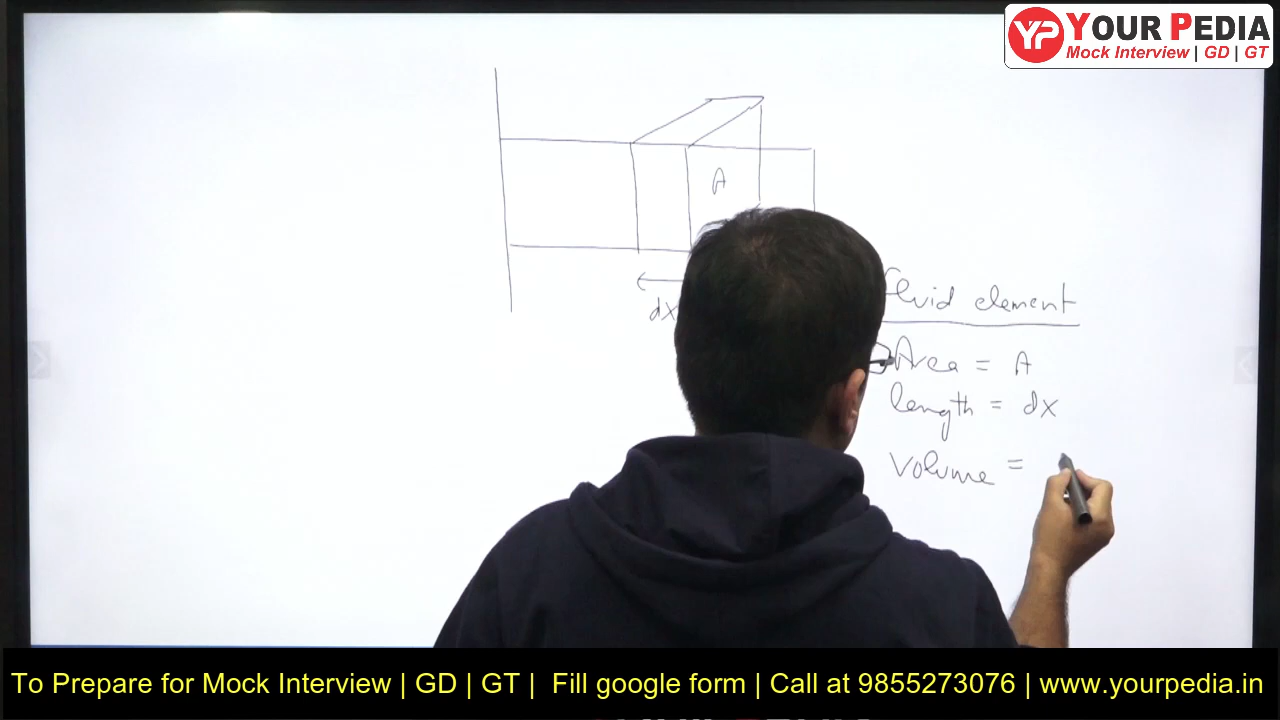 YP YOUR PEDIA
Mock Interview | GD | GT
A
dx
fluid element
Area = A
length = dx
Volume =
To Prepare for Mock Interview | GD | GT | Fill google form | Call at 9855273076 | www.yourpedia.in